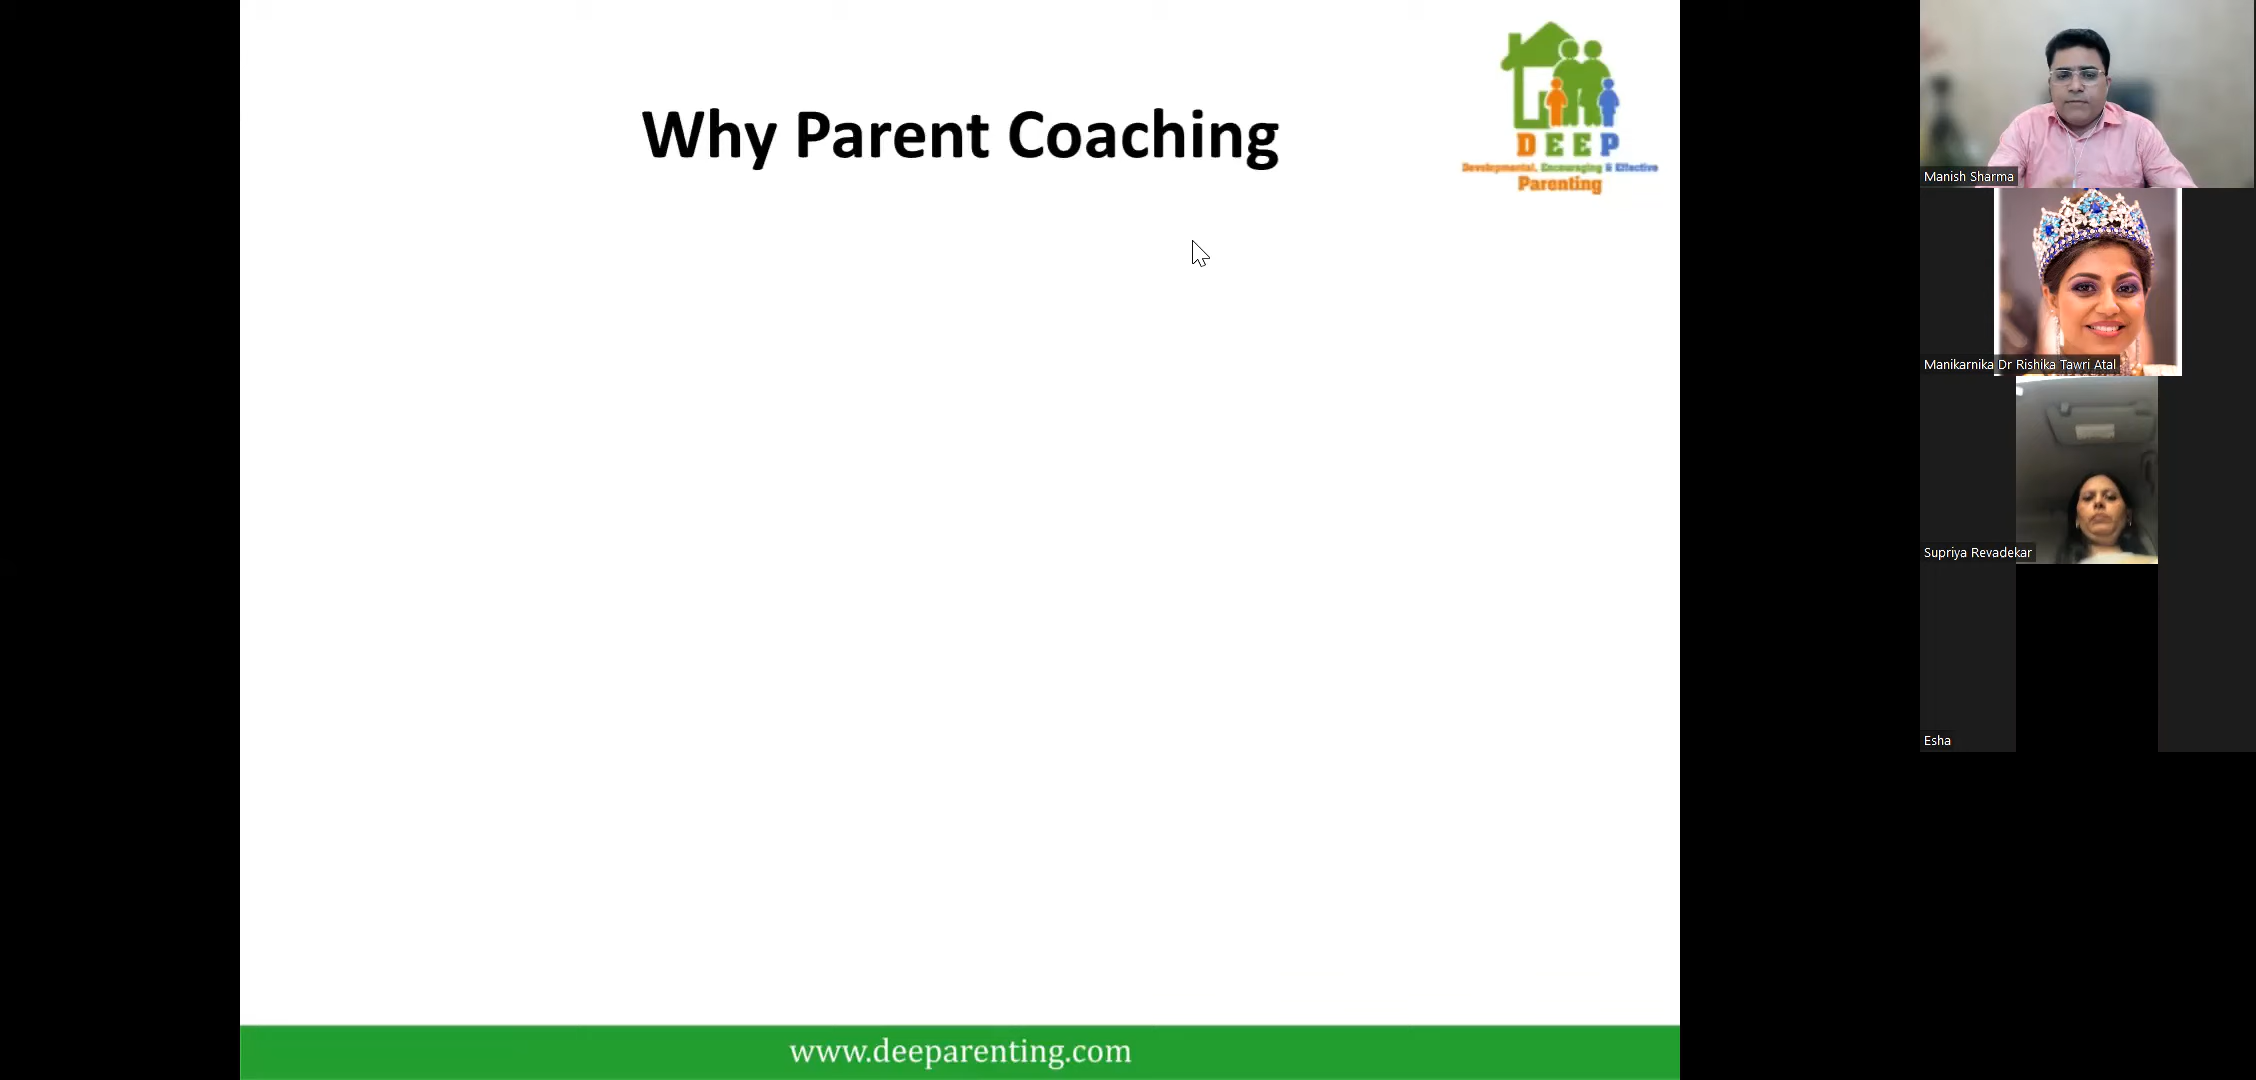 Why Parent Coaching
DEEP
Developmental, Encouraging & Effective
Parenting
Manish Sharma
Manikarnika Dr Rishika Tawri Atal
Supriya Revadekar
Esha
www.deeparenting.com